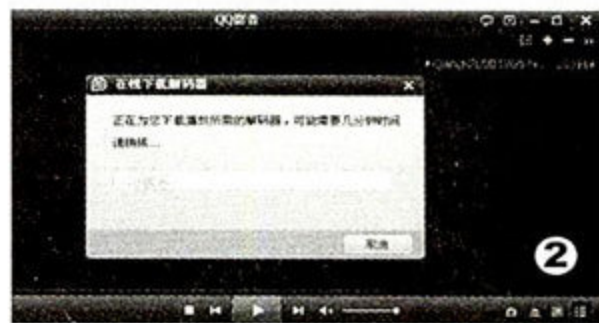 QQ影音
在线下载解码器
正在为您下载播放所需的解码器，可能需要几分钟时间
请稍候...
取消
2